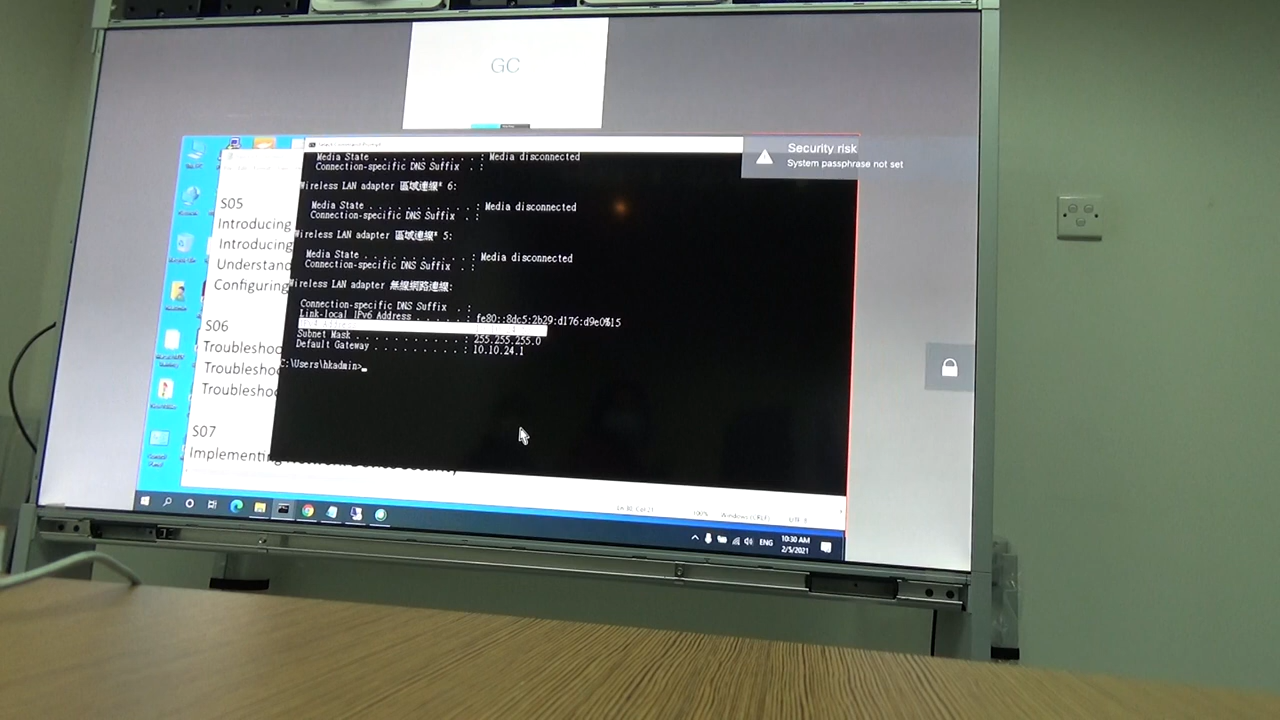 GC
Security risk
System passphrase not set
Media State . . . . . . . . . . . : Media disconnected
Connection-specific DNS Suffix . :
Wireless LAN adapter 區域連線* 6:
Media State . . . . . . . . . . . : Media disconnected
Connection-specific DNS Suffix . :
Wireless LAN adapter 區域連線* 5:
Media State . . . . . . . . . . . : Media disconnected
Connection-specific DNS Suffix . :
Wireless LAN adapter 無線網路連線:
Connection-specific DNS Suffix . :
Link-local IPv6 Address . . . . . : fe80::8dc5:2b29:d176:d9e0%15
Subnet Mask . . . . . . . . . . . : 255.255.255.0
Default Gateway . . . . . . . . . : 10.10.24.1
C:\Users\hkadmin>
S05
Introducing
Introducing
Understand
Configuring
S06
Troubleshoo
Troubleshoo
Troubleshoo
S07
Implementing
ENG
10:30 AM
2/5/2021